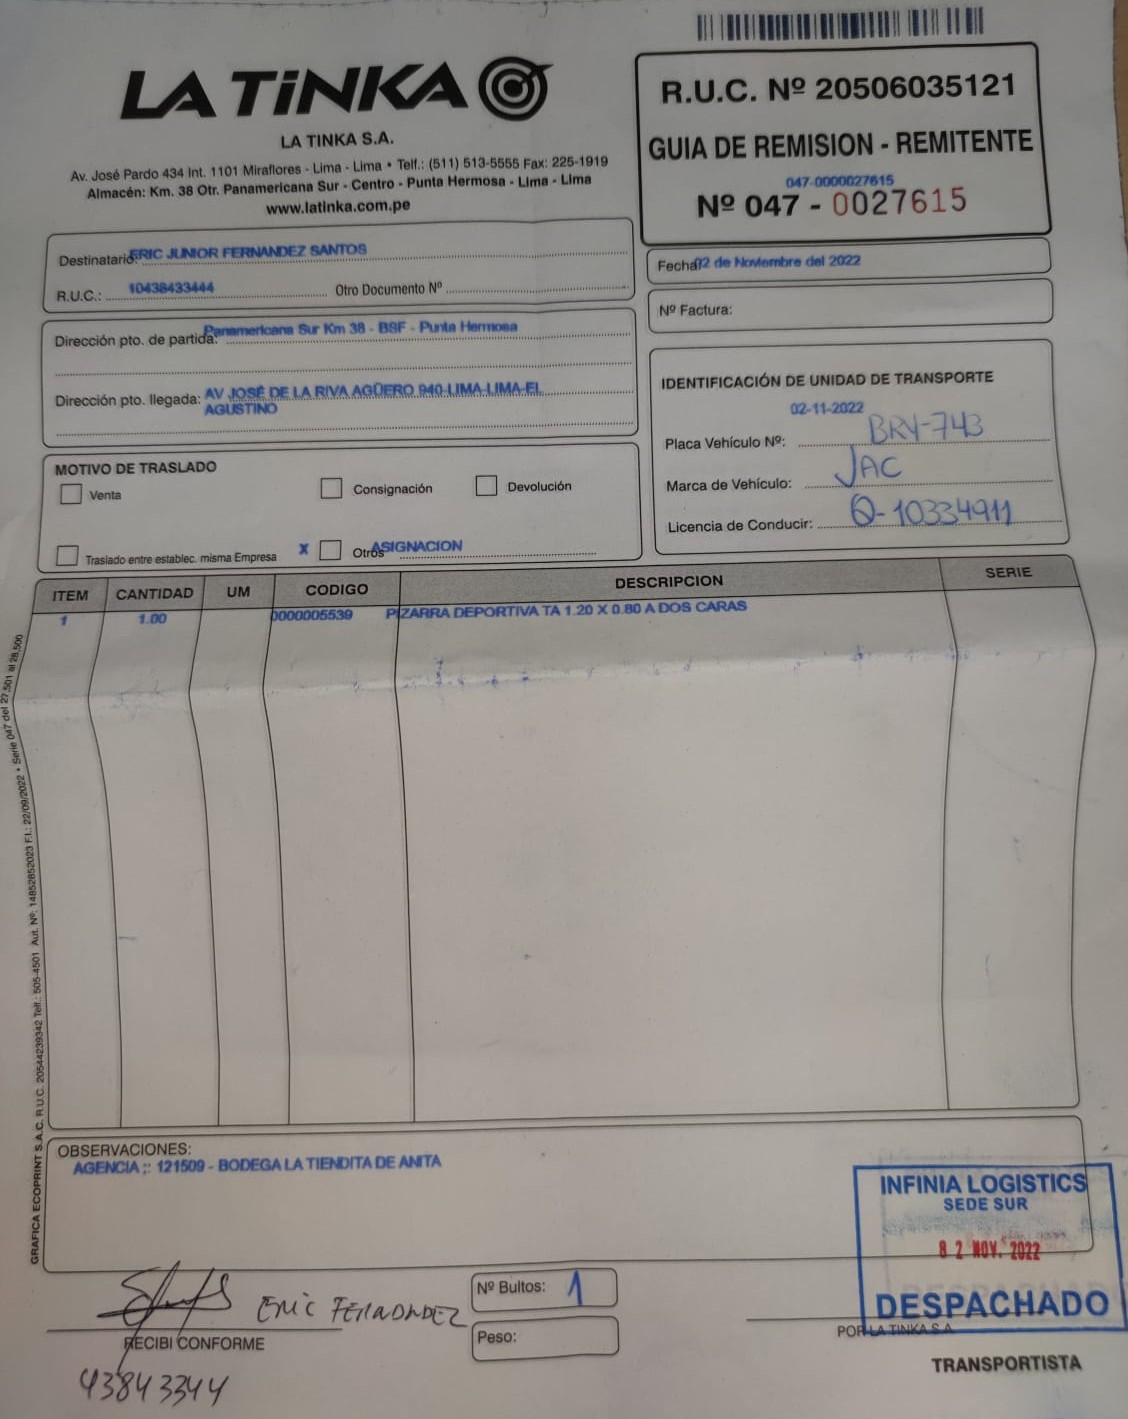 LA TiNKA
LA TINKA S.A.
Av. José Pardo 434 Int. 1101 Miraflores - Lima - Lima • Telf.: (511) 513-5555 Fax: 225-1919
Almacén: Km. 38 Otr. Panamericana Sur - Centro - Punta Hermosa - Lima - Lima
www.latinka.com.pe
R.U.C. Nº 20506035121
GUIA DE REMISION - REMITENTE
047-0000027615
Nº 047 - 0027615
Destinatario: ERIC JUNIOR FERNANDEZ SANTOS
R.U.C.: 10438433444 Otro Documento Nº
Fecha: 02 de Noviembre del 2022
Nº Factura:
Dirección pto. de partida: Panamericana Sur Km 38 - BSF - Punta Hermosa
Dirección pto. llegada: AV JOSÉ DE LA RIVA AGÜERO 940-LIMA-LIMA-EL
AGUSTINO
IDENTIFICACIÓN DE UNIDAD DE TRANSPORTE
02-11-2022
Placa Vehículo Nº: BRY-743
Marca de Vehículo: JAC
Licencia de Conducir: Q-10334911
MOTIVO DE TRASLADO
Venta Consignación Devolución
Traslado entre establec. misma Empresa X Otros ASIGNACION
ITEM CANTIDAD UM CODIGO DESCRIPCION SERIE
1 1.00 0000005539 PIZARRA DEPORTIVA TA 1.20 X 0.80 A DOS CARAS
GRAFICA ECOPRINT S.A.C. R.U.C. 20544239342 Telf.: 505-4501 Aut. Nº: 14852852023 F.I.: 22/09/2022 • Serie 047 del 27,501 al 28,500
OBSERVACIONES:
AGENCIA ;: 121509 - BODEGA LA TIENDITA DE ANITA
INFINIA LOGISTICS
SEDE SUR
02 NOV. 2022
DESPACHADO
ERIC FERNANDEZ
RECIBI CONFORME
43843344
Nº Bultos: 1
Peso:
POR LA TINKA S.A.
TRANSPORTISTA